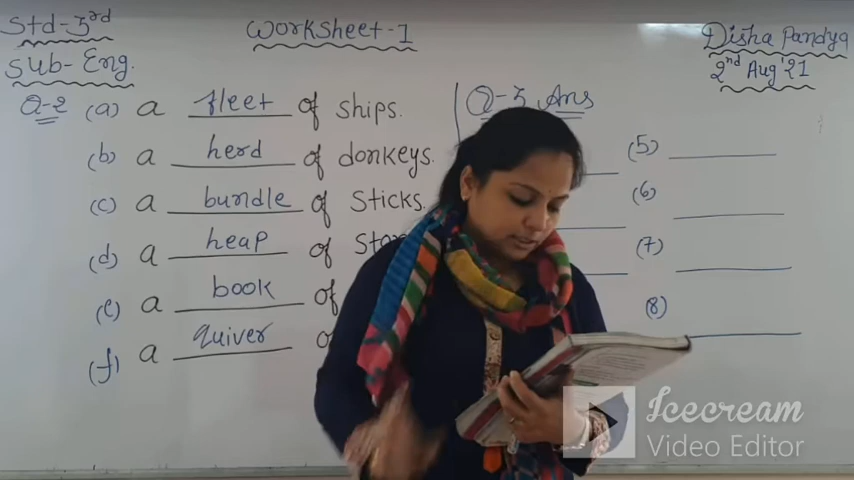 Std-3rd
Worksheet-1
Disha Pandya
Sub- Eng.
2nd Aug'21
Q-2 (a) a fleet of ships.
(b) a herd of donkeys.
(c) a bundle of Sticks.
(d) a heap of
(e) a book of
(f) a quiver
Q-3 Ans
(5)
(6)
(7)
(8)
Icecream
Video Editor